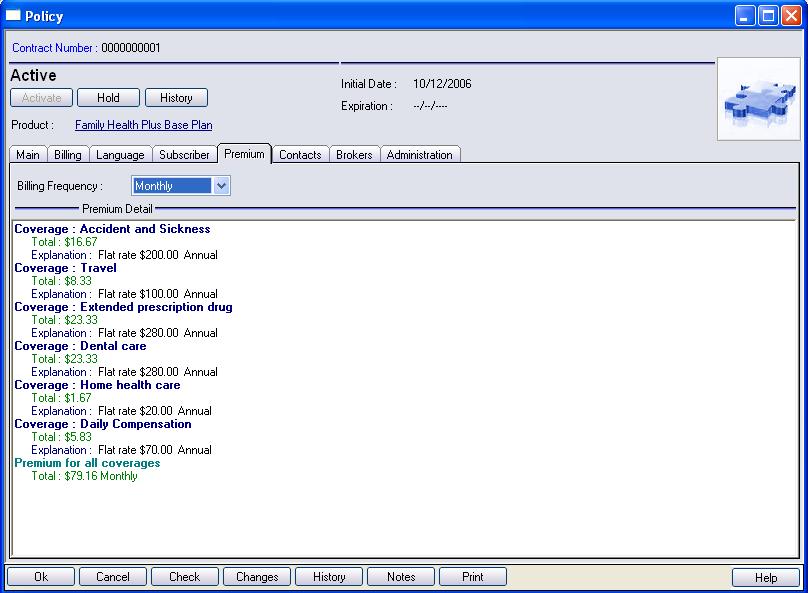 Policy
Contract Number : 0000000001
Active
Activate Hold History
Initial Date : 10/12/2006
Expiration : --/--/----
Product : Family Health Plus Base Plan
Main Billing Language Subscriber Premium Contacts Brokers Administration
Billing Frequency : Monthly
Premium Detail
Coverage : Accident and Sickness
Total : $16.67
Explanation : Flat rate $200.00 Annual
Coverage : Travel
Total : $8.33
Explanation : Flat rate $100.00 Annual
Coverage : Extended prescription drug
Total : $23.33
Explanation : Flat rate $280.00 Annual
Coverage : Dental care
Total : $23.33
Explanation : Flat rate $280.00 Annual
Coverage : Home health care
Total : $1.67
Explanation : Flat rate $20.00 Annual
Coverage : Daily Compensation
Total : $5.83
Explanation : Flat rate $70.00 Annual
Premium for all coverages
Total : $79.16 Monthly
Ok Cancel Check Changes History Notes Print Help